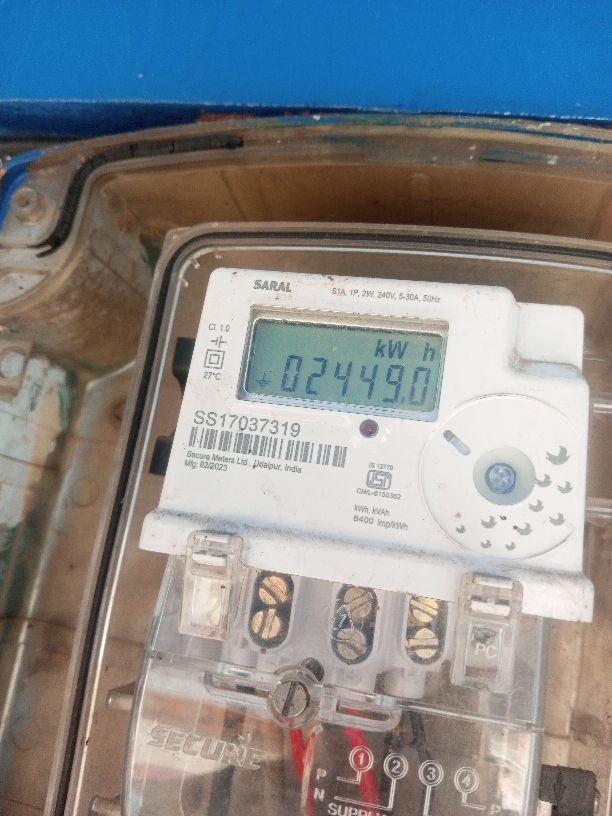 SARAL
S1A, 1P, 2W, 240V, 5-30A, 50Hz
Cl. 1.0
27°C
kW h
02449.0
SS17037319
Secure Meters Ltd., Udaipur, India
Mfg: 02/2023
IS 13779
CM/L-6150362
kWh, kVAh
6400 imp/kWh
PC
SECURE
1 2 3 4
P P
N
SUPPLY